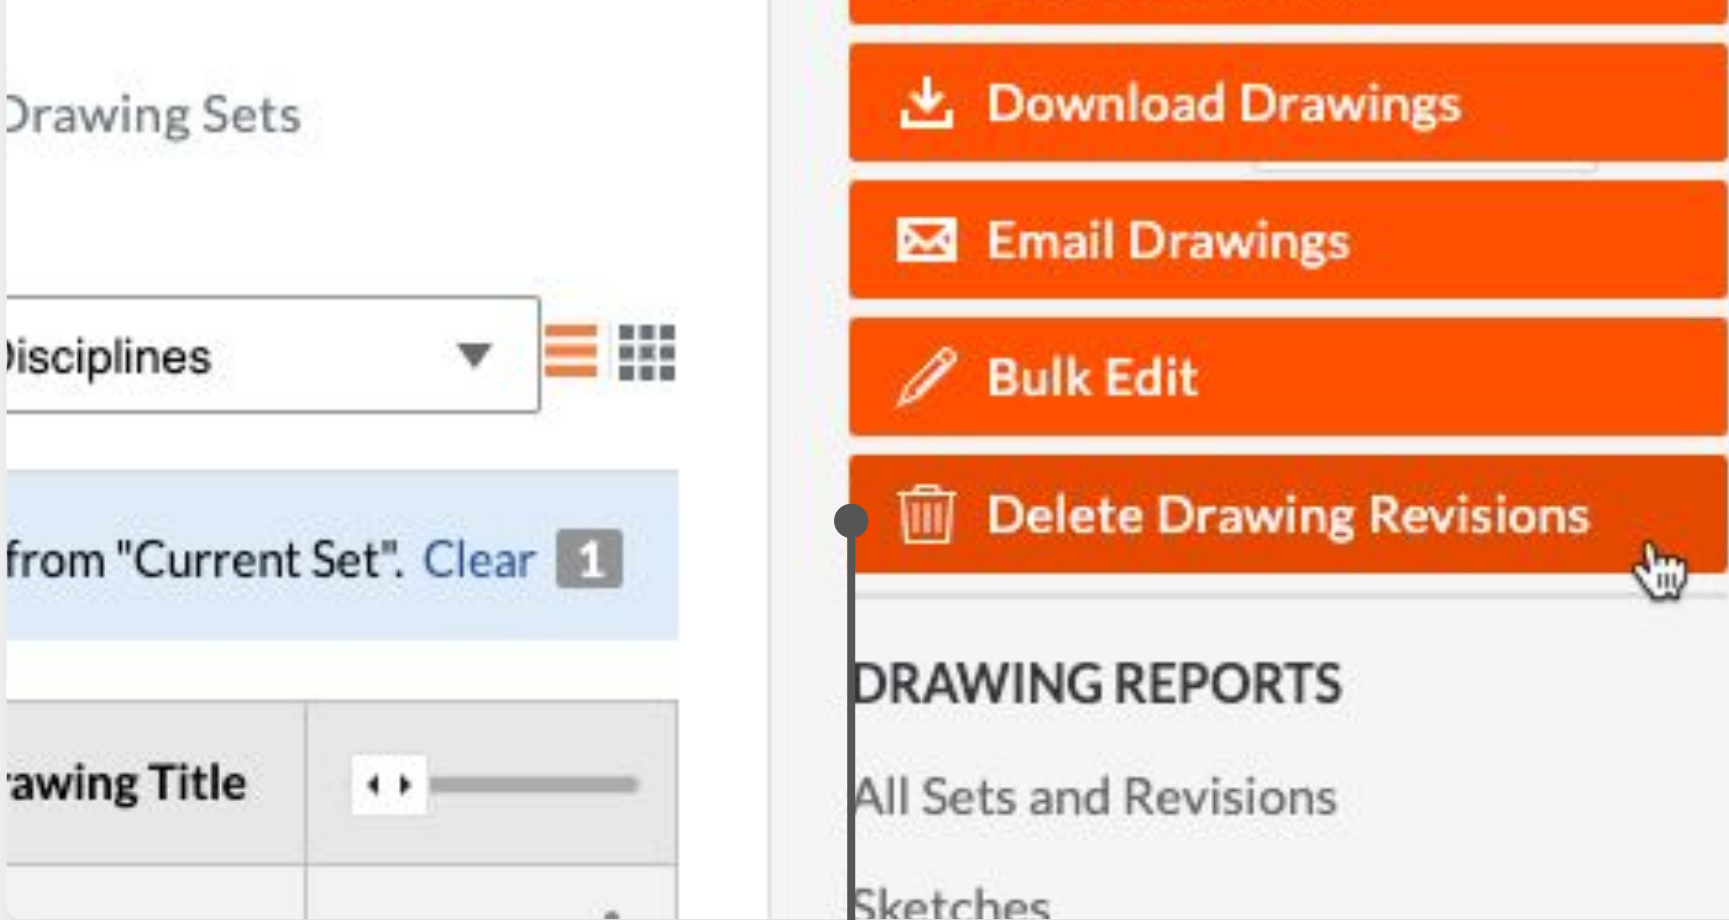 Drawing Sets
Disciplines
from "Current Set". Clear 1
rawing Title
Download Drawings
Email Drawings
Bulk Edit
Delete Drawing Revisions
DRAWING REPORTS
All Sets and Revisions
Sketches